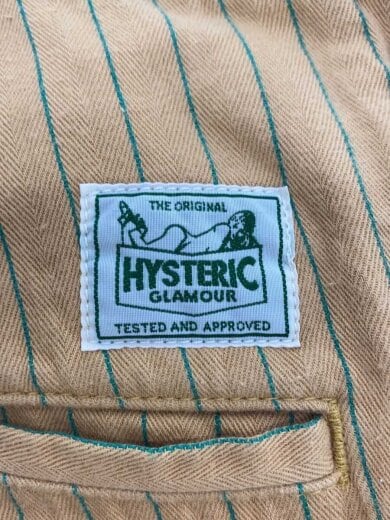 THE ORIGINAL
HYSTERIC
GLAMOUR
TESTED AND APPROVED